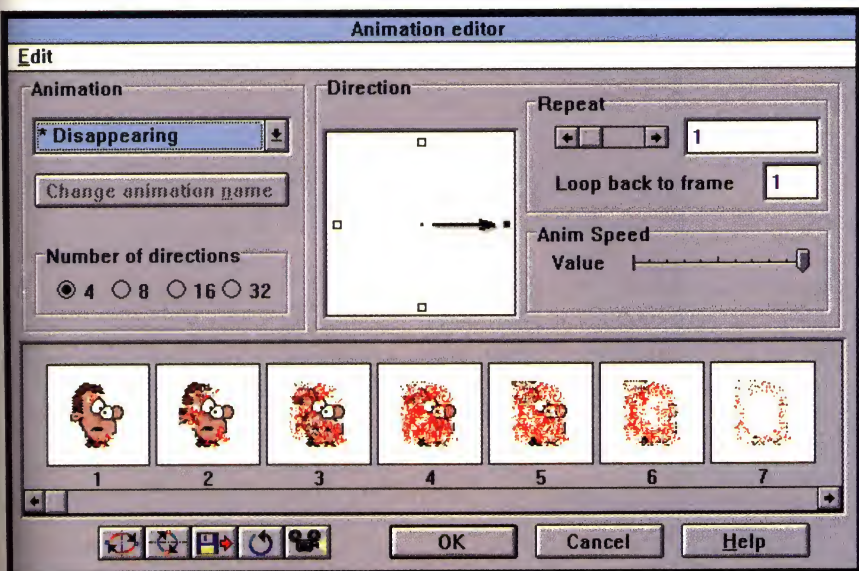 Animation editor
Edit
Animation
* Disappearing
Change animation name
Number of directions
4 8 16 32
Direction
Repeat
1
Loop back to frame 1
Anim Speed
Value
1 2 3 4 5 6 7
OK Cancel Help